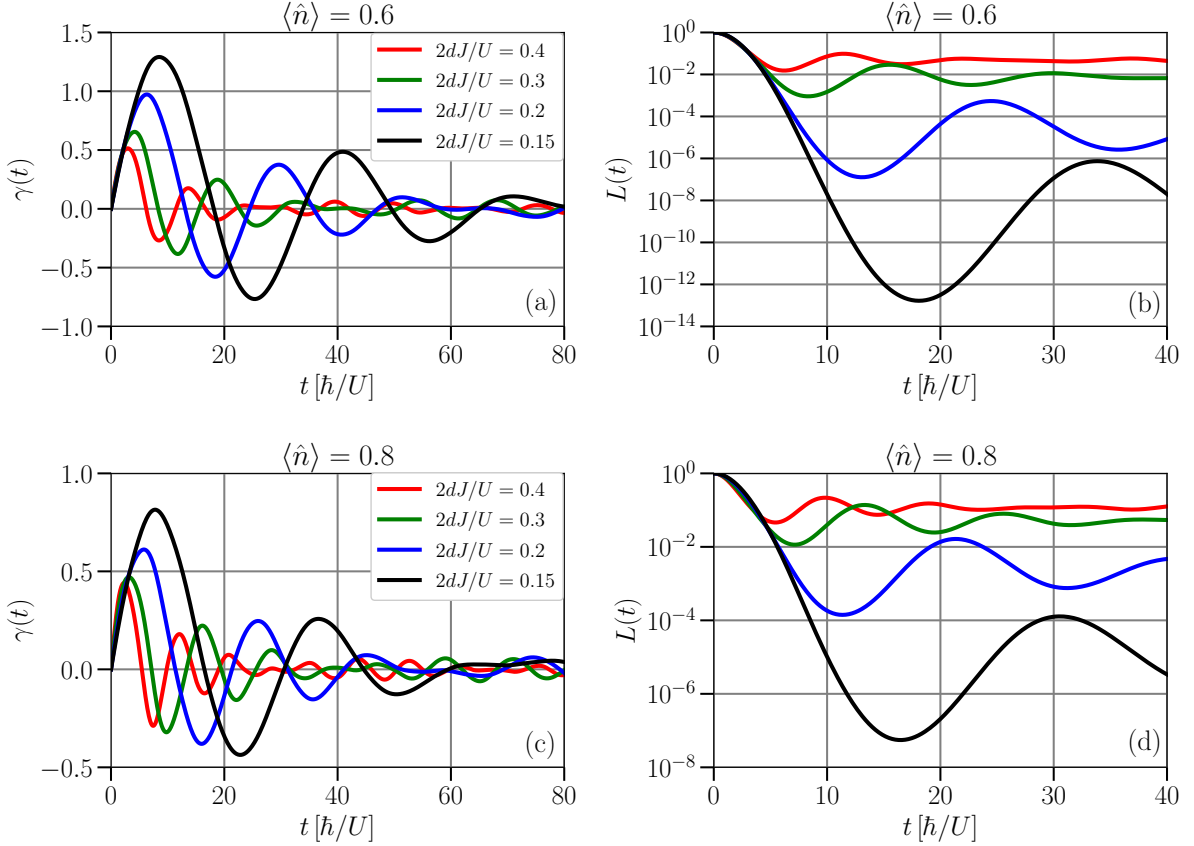 ⟨n̂⟩ = 0.6
1.5
1.0
0.5
0.0
−0.5
−1.0
γ(t)
2dJ/U = 0.4
2dJ/U = 0.3
2dJ/U = 0.2
2dJ/U = 0.15
(a)
0 20 40 60 80
t [ℏ/U]
⟨n̂⟩ = 0.6
10⁰
10⁻²
10⁻⁴
10⁻⁶
10⁻⁸
10⁻¹⁰
10⁻¹²
10⁻¹⁴
L(t)
(b)
0 10 20 30 40
t [ℏ/U]
⟨n̂⟩ = 0.8
1.0
0.5
0.0
−0.5
γ(t)
2dJ/U = 0.4
2dJ/U = 0.3
2dJ/U = 0.2
2dJ/U = 0.15
(c)
0 20 40 60 80
t [ℏ/U]
⟨n̂⟩ = 0.8
10⁰
10⁻²
10⁻⁴
10⁻⁶
10⁻⁸
L(t)
(d)
0 10 20 30 40
t [ℏ/U]